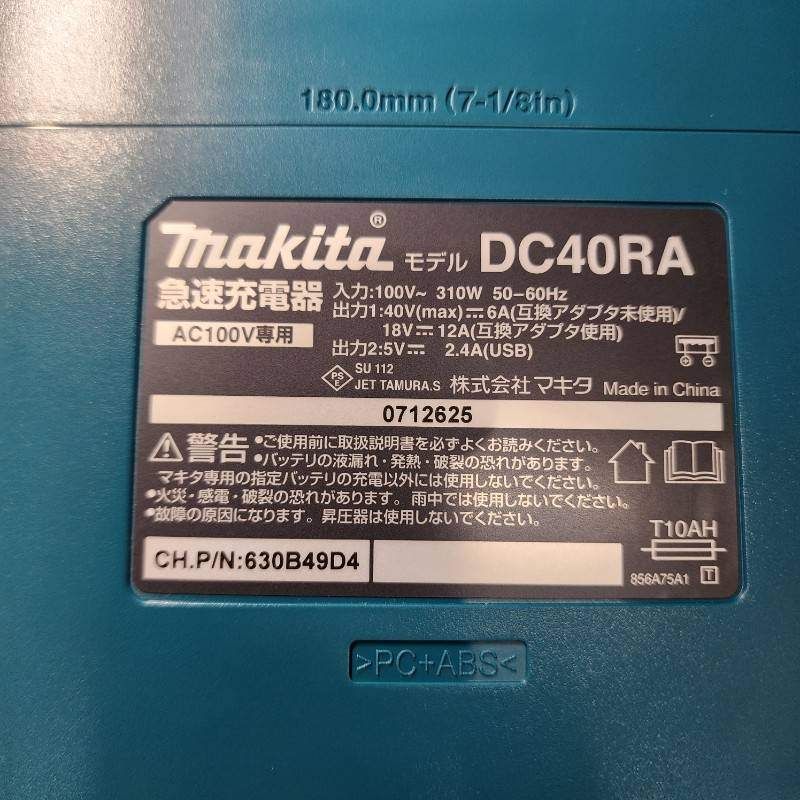 180.0mm (7-1/8in)
makita® モデル DC40RA
急速充電器 入力:100V~ 310W 50–60Hz
出力1:40V(max)⎓6A(互換アダプタ未使用)/
AC100V専用 18V⎓12A(互換アダプタ使用)
出力2:5V⎓ 2.4A(USB)
PSE SU 112
JET TAMURA.S 株式会社マキタ Made in China
0712625
⚠警告 •ご使用前に取扱説明書を必ずよくお読みください。
•バッテリの液漏れ・発熱・破裂の恐れがあります。
マキタ専用の指定バッテリの充電以外には使用しないでください。
•火災・感電・破裂の恐れがあります。雨中では使用しないでください。
•故障の原因になります。昇圧器は使用しないでください。
T10AH
CH.P/N:630B49D4
856A75A1 T
>PC+ABS<